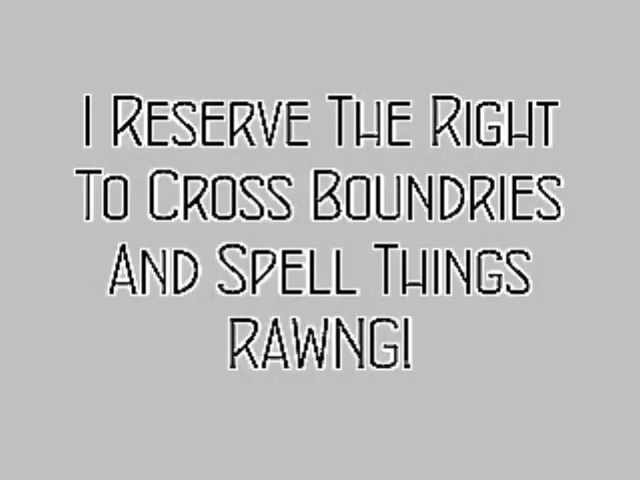 I Reserve The Right
To Cross Boundries
And Spell Things
RAWNG!